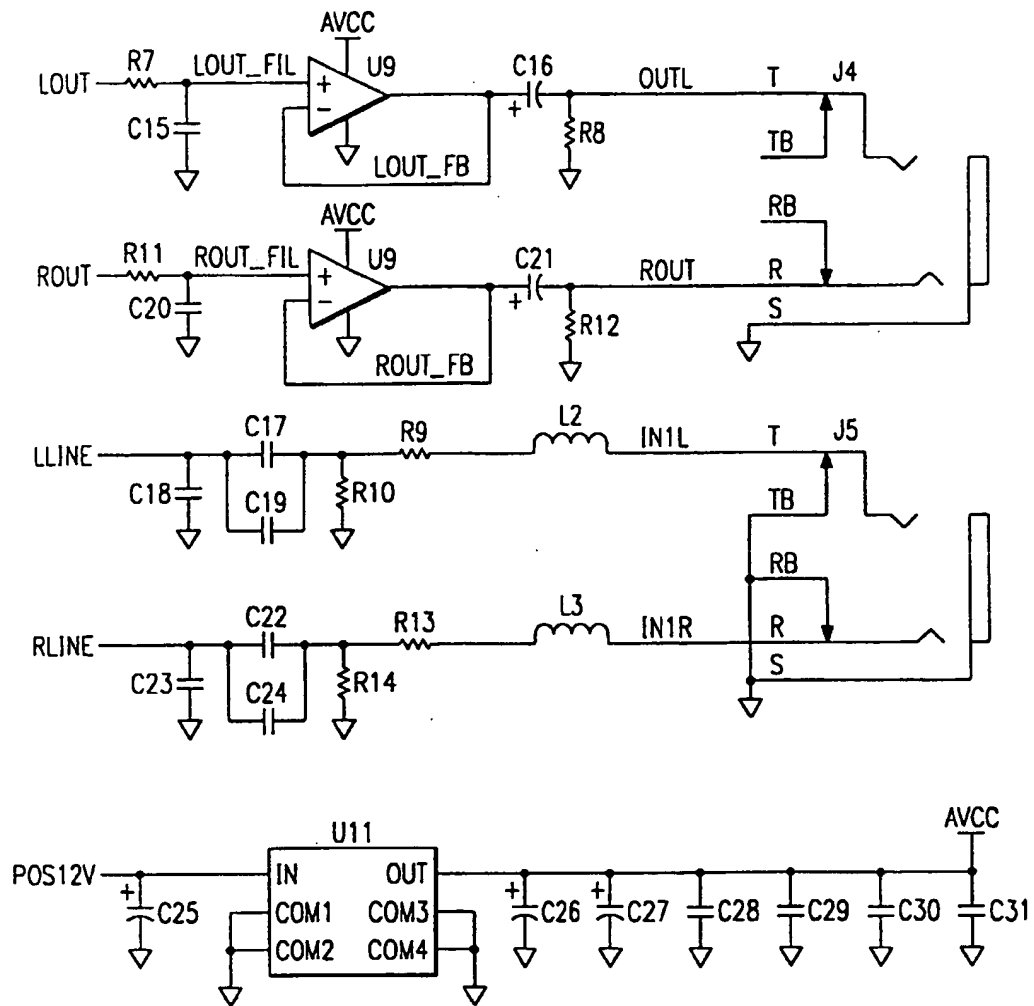 AVCC
R7 LOUT_FIL U9 C16 T J4
LOUT + + OUTL
C15 − R8
LOUT_FB TB
AVCC RB
R11 ROUT_FIL U9 C21
ROUT + + ROUT R
C20 − R12 S
ROUT_FB
C17 R9 L2 IN1L T J5
LLINE
C18 C19 R10 TB
RB
C22 R13 L3 IN1R R
RLINE
C23 C24 R14 S
AVCC
U11
POS12V IN OUT
+ C25 COM1 COM3 + C26 + C27 C28 C29 C30 C31
COM2 COM4